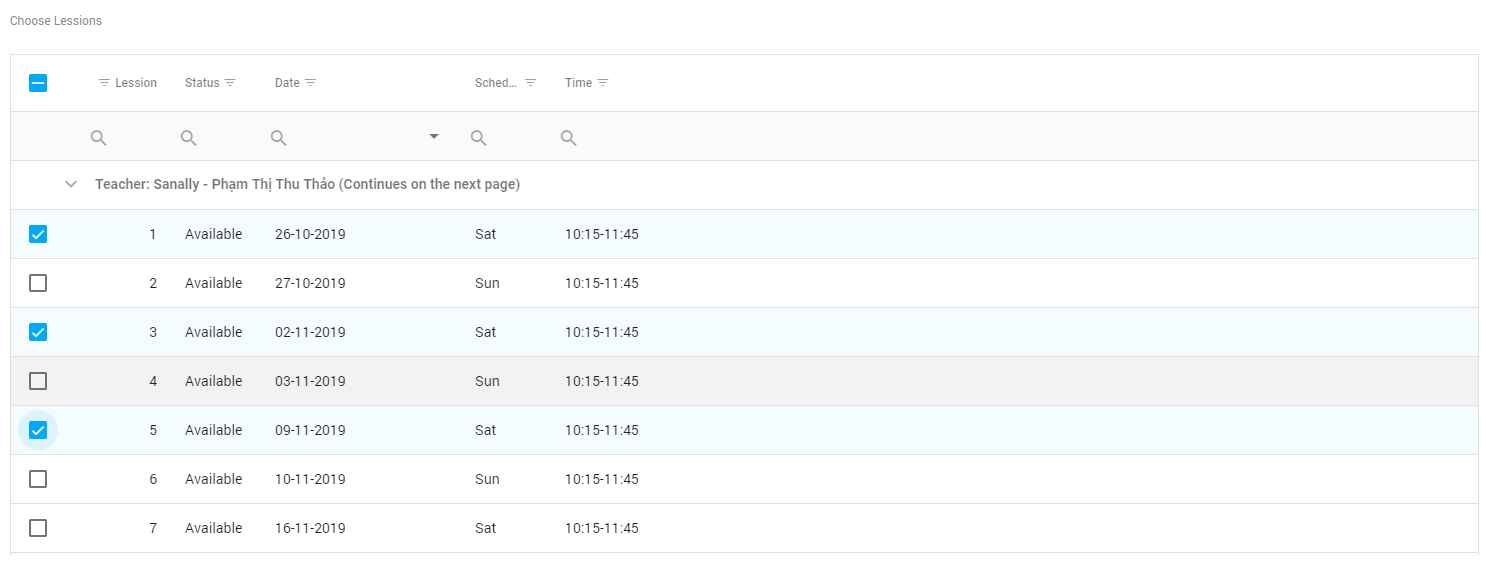 Choose Lessions
Lession Status Date Sched... Time
Teacher: Sanally - Phạm Thị Thu Thảo (Continues on the next page)
1 Available 26-10-2019 Sat 10:15-11:45
2 Available 27-10-2019 Sun 10:15-11:45
3 Available 02-11-2019 Sat 10:15-11:45
4 Available 03-11-2019 Sun 10:15-11:45
5 Available 09-11-2019 Sat 10:15-11:45
6 Available 10-11-2019 Sun 10:15-11:45
7 Available 16-11-2019 Sat 10:15-11:45